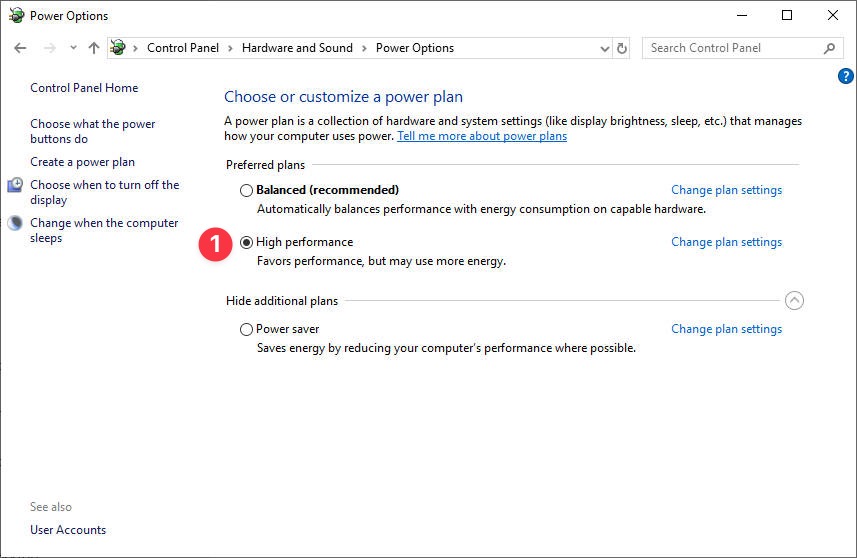 Power Options
Control Panel > Hardware and Sound > Power Options
Search Control Panel
?
Control Panel Home
Choose what the power
buttons do
Create a power plan
Choose when to turn off the
display
Change when the computer
sleeps
Choose or customize a power plan
A power plan is a collection of hardware and system settings (like display brightness, sleep, etc.) that manages
how your computer uses power. Tell me more about power plans
Preferred plans
Balanced (recommended) Change plan settings
Automatically balances performance with energy consumption on capable hardware.
1 High performance Change plan settings
Favors performance, but may use more energy.
Hide additional plans
Power saver Change plan settings
Saves energy by reducing your computer's performance where possible.
See also
User Accounts